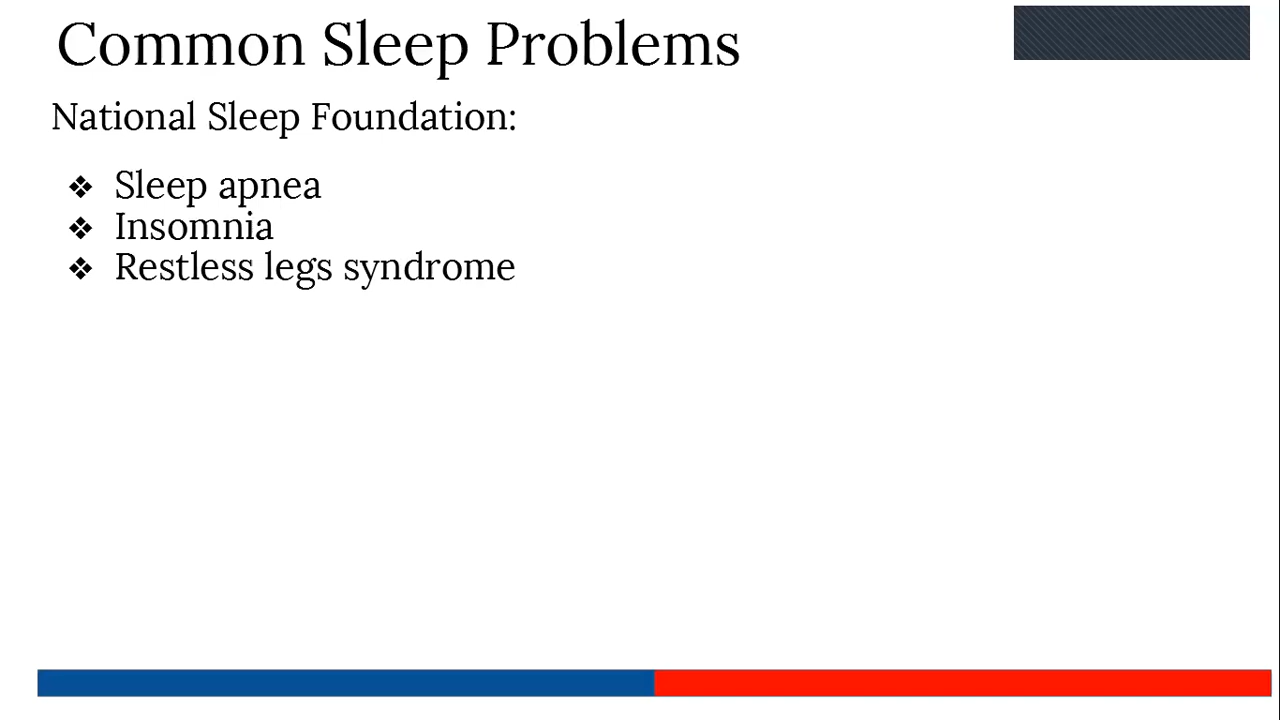 Common Sleep Problems
National Sleep Foundation:
❖ Sleep apnea
❖ Insomnia
❖ Restless legs syndrome